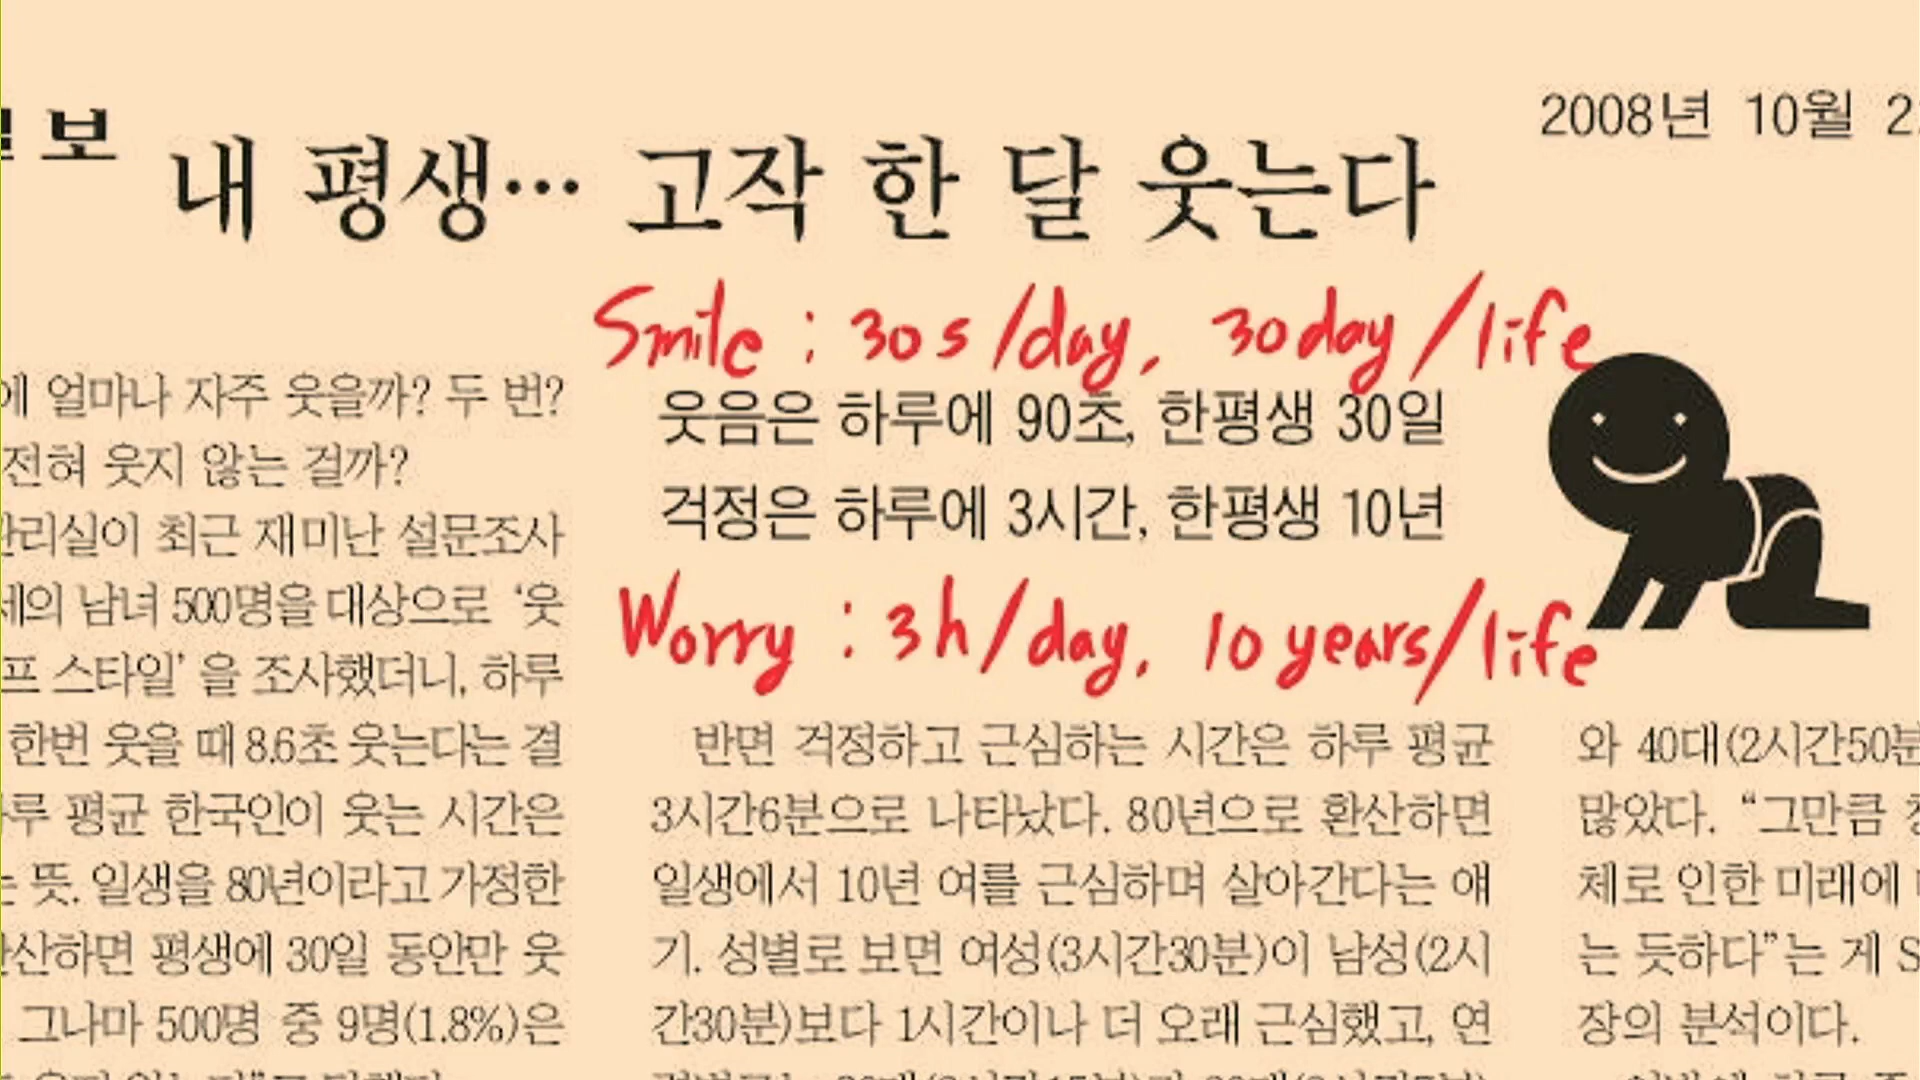 보
2008년 10월
내 평생… 고작 한 달 웃는다
Smile : 30s/day, 30day/life
웃음은 하루에 90초, 한평생 30일
걱정은 하루에 3시간, 한평생 10년
Worry : 3h/day, 10 years/life
에 얼마나 자주 웃을까? 두 번?
전혀 웃지 않는 걸까?
관리실이 최근 재미난 설문조사
세의 남녀 500명을 대상으로 ‘웃
프 스타일’ 을 조사했더니, 하루
한번 웃을 때 8.6초 웃는다는 결
하루 평균 한국인이 웃는 시간은
는 뜻. 일생을 80년이라고 가정한
환산하면 평생에 30일 동안만 웃
그나마 500명 중 9명(1.8%)은
반면 걱정하고 근심하는 시간은 하루 평균
3시간6분으로 나타났다. 80년으로 환산하면
일생에서 10년 여를 근심하며 살아간다는 얘
기. 성별로 보면 여성(3시간30분)이 남성(2시
간30분)보다 1시간이나 더 오래 근심했고, 연
와 40대(2시간50분
많았다. “그만큼
체로 인한 미래에
는 듯하다”는 게 S
장의 분석이다.